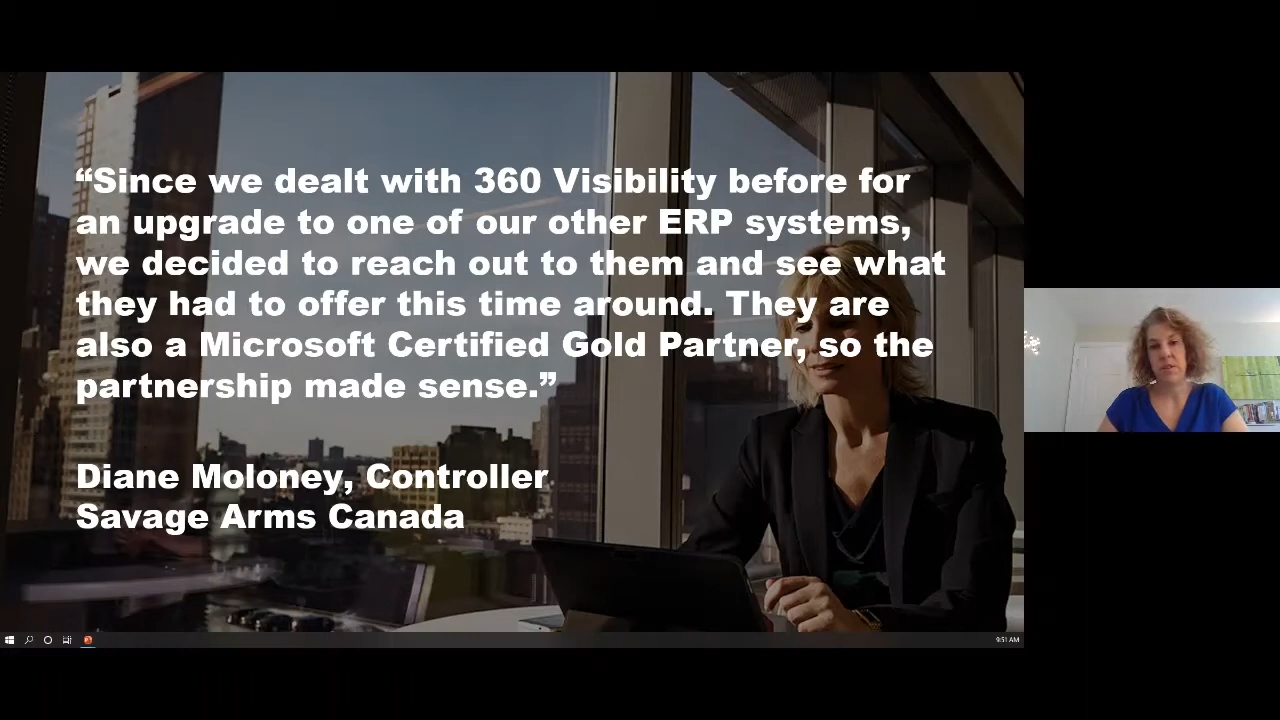 “Since we dealt with 360 Visibility before for
an upgrade to one of our other ERP systems,
we decided to reach out to them and see what
they had to offer this time around. They are
also a Microsoft Certified Gold Partner, so the
partnership made sense.”
Diane Moloney, Controller
Savage Arms Canada
9:51 AM